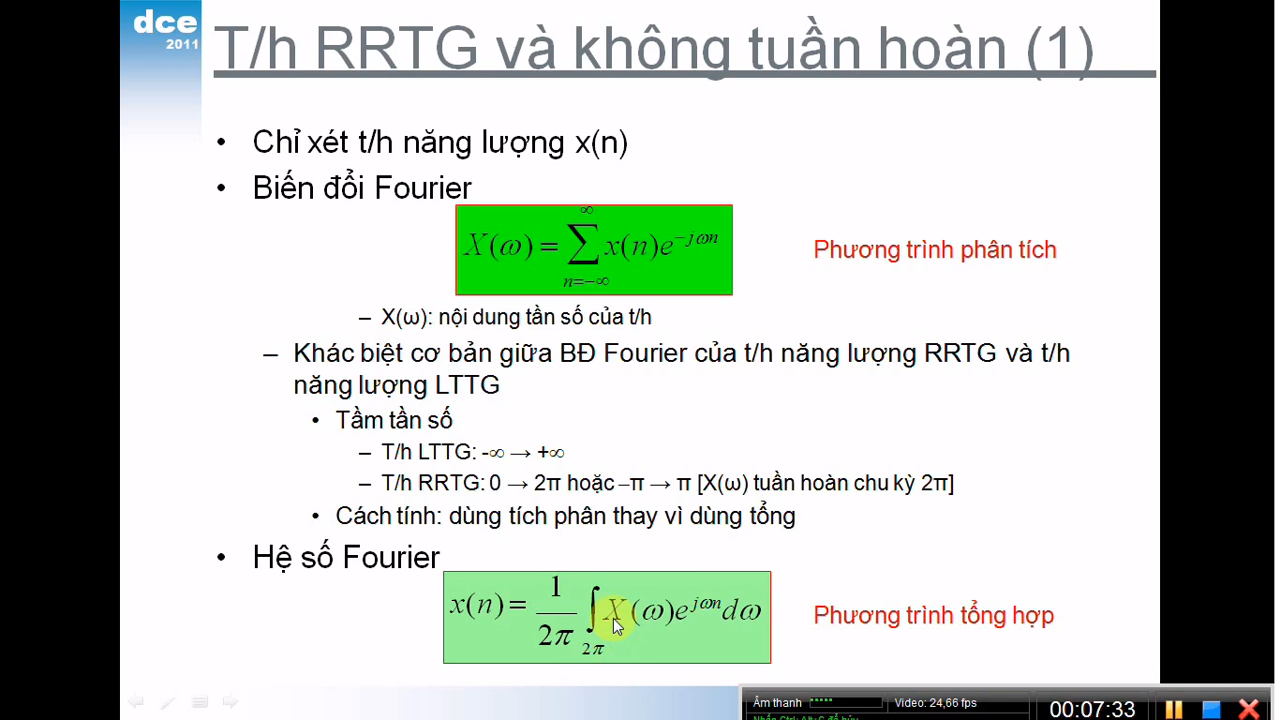 dce
2011
T/h RRTG và không tuần hoàn (1)
• Chỉ xét t/h năng lượng x(n)
• Biến đổi Fourier
X(ω) = ∑_{n=-∞}^{∞} x(n)e^{-jωn}
Phương trình phân tích
– X(ω): nội dung tần số của t/h
– Khác biệt cơ bản giữa BĐ Fourier của t/h năng lượng RRTG và t/h
năng lượng LTTG
• Tầm tần số
– T/h LTTG: -∞ → +∞
– T/h RRTG: 0 → 2π hoặc –π → π [X(ω) tuần hoàn chu kỳ 2π]
• Cách tính: dùng tích phân thay vì dùng tổng
• Hệ số Fourier
x(n) = 1/2π ∫_{2π} X(ω)e^{jωn}dω
Phương trình tổng hợp
Âm thanh
Video: 24,66 fps
00:07:33